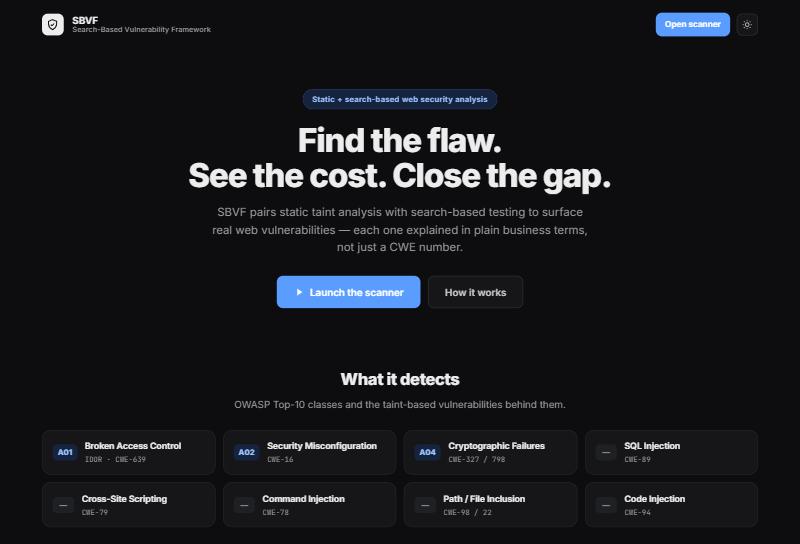 SBVF
Search-Based Vulnerability Framework
Open scanner
Static + search-based web security analysis
Find the flaw.
See the cost. Close the gap.
SBVF pairs static taint analysis with search-based testing to surface
real web vulnerabilities — each one explained in plain business terms,
not just a CWE number.
Launch the scanner
How it works
What it detects
OWASP Top-10 classes and the taint-based vulnerabilities behind them.
A01
Broken Access Control
IDOR · CWE-639
A02
Security Misconfiguration
CWE-16
A04
Cryptographic Failures
CWE-327 / 798
—
SQL Injection
CWE-89
—
Cross-Site Scripting
CWE-79
—
Command Injection
CWE-78
—
Path / File Inclusion
CWE-98 / 22
—
Code Injection
CWE-94